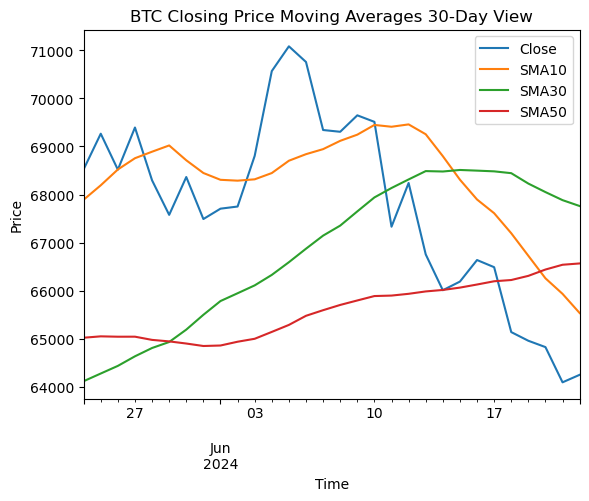 BTC Closing Price Moving Averages 30-Day View
Close
SMA10
SMA30
SMA50
71000
70000
69000
68000
67000
66000
65000
64000
Price
27
03
10
17
Jun
2024
Time